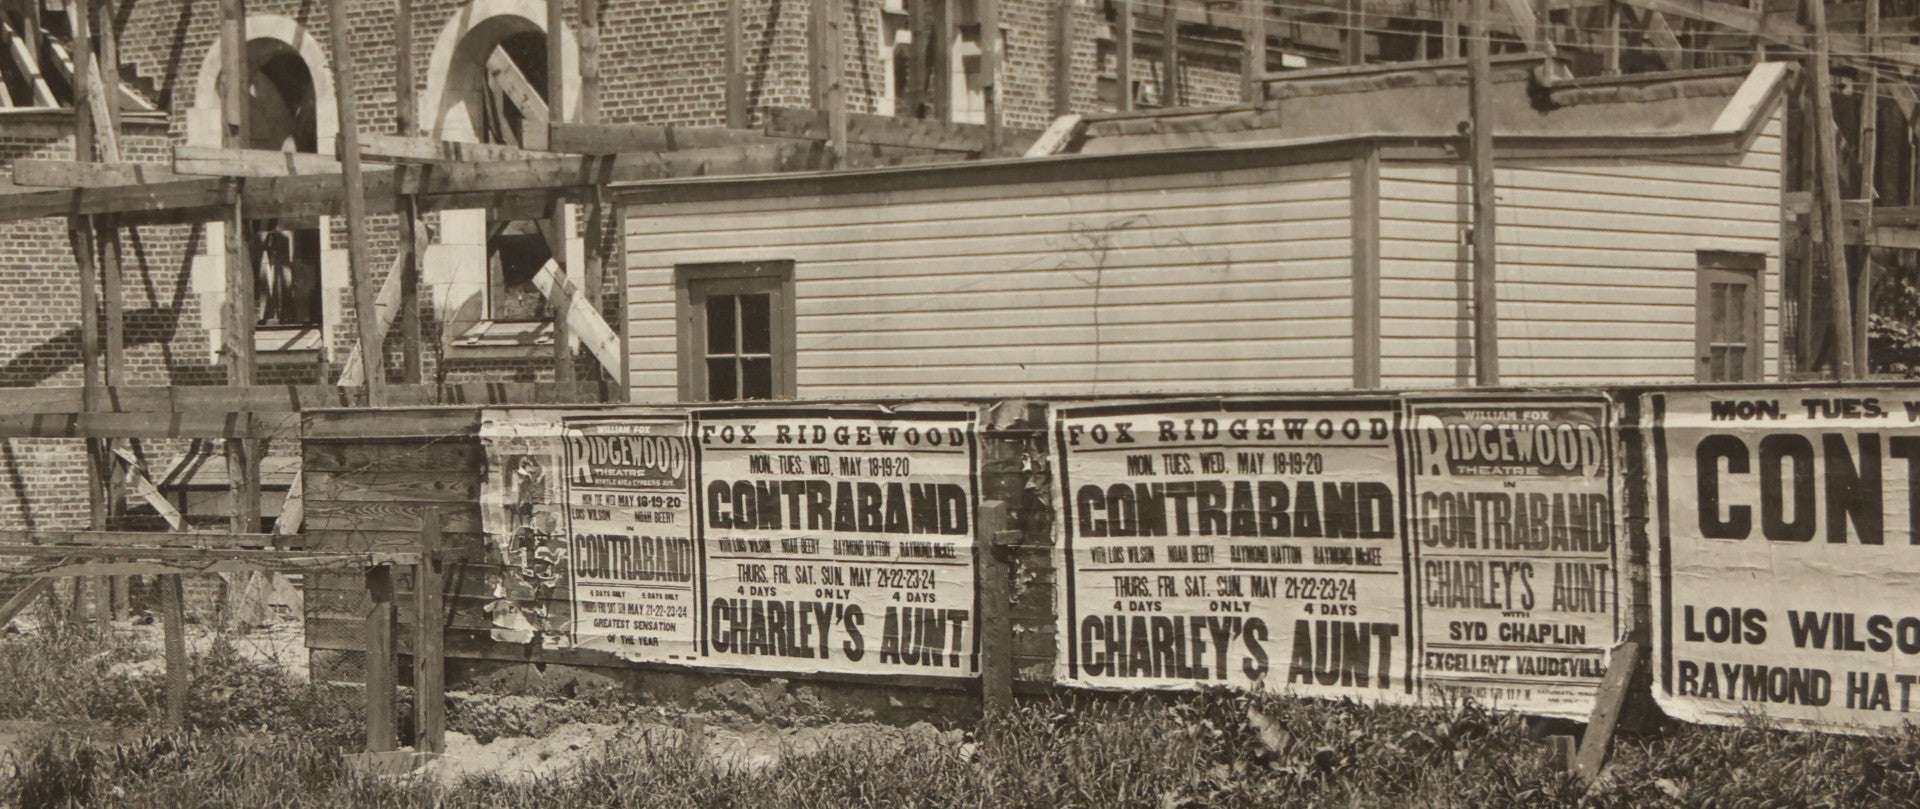 WILLIAM FOX
RIDGEWOOD
THEATRE
MYRTLE AVE & CYPRESS AVE.
MON. TUE. WED. MAY 18-19-20
LOIS WILSON NOAH BEERY
IN
CONTRABAND
4 DAYS ONLY 4 DAYS ONLY
THUR-FRI-SAT-SUN MAY 21-22-23-24
GREATEST SENSATION
OF THE YEAR
FOX RIDGEWOOD
MON. TUES. WED. MAY 18-19-20
CONTRABAND
WITH LOIS WILSON NOAH BEERY RAYMOND HATTON RAYMOND McKEE
THURS. FRI. SAT. SUN. MAY 21-22-23-24
4 DAYS ONLY 4 DAYS
CHARLEY'S AUNT
FOX RIDGEWOOD
MON. TUES. WED. MAY 18-19-20
CONTRABAND
WITH LOIS WILSON NOAH BEERY RAYMOND HATTON RAYMOND McKEE
THURS. FRI. SAT. SUN. MAY 21-22-23-24
4 DAYS ONLY 4 DAYS
CHARLEY'S AUNT
WILLIAM FOX
RIDGEWOOD
THEATRE
IN
CONTRABAND
CHARLEY'S AUNT
WITH
SYD CHAPLIN
EXCELLENT VAUDEVILL
MON. TUES. W
CONT
LOIS WILSO
RAYMOND HAT